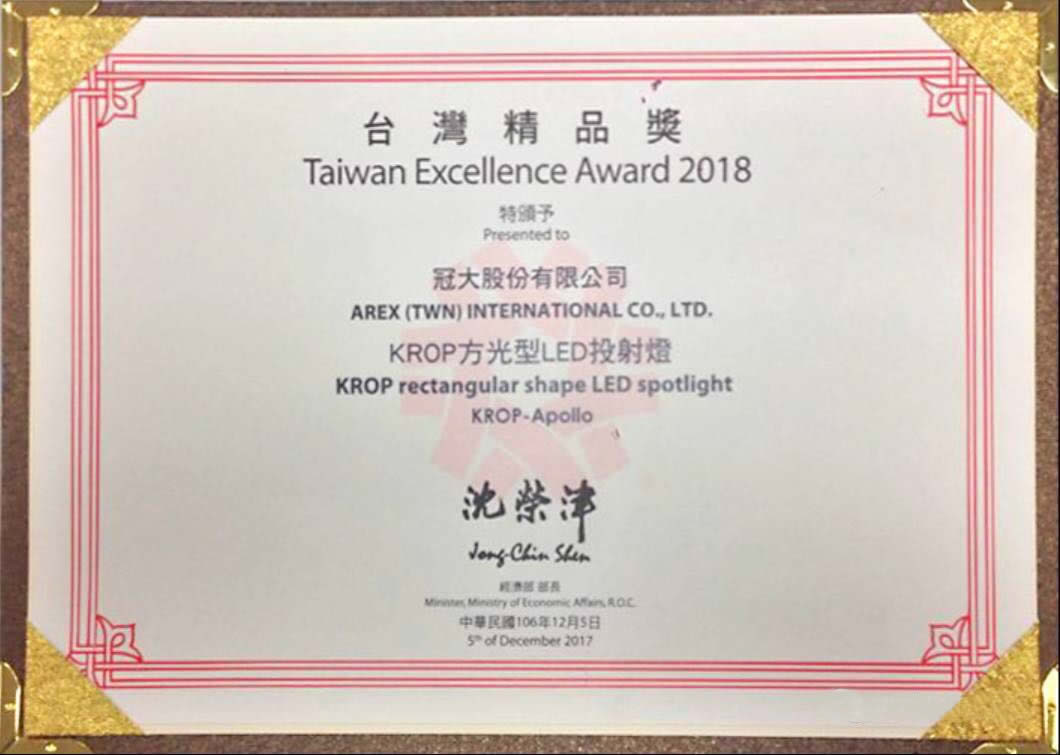 台灣精品獎
Taiwan Excellence Award 2018
特頒予
Presented to
冠大股份有限公司
AREX (TWN) INTERNATIONAL CO., LTD.
KROP方光型LED投射燈
KROP rectangular shape LED spotlight
KROP-Apollo
沈榮津
Jong-Chin Shen
經濟部 部長
Minister, Ministry of Economic Affairs, R.O.C.
中華民國106年12月5日
5th of December 2017